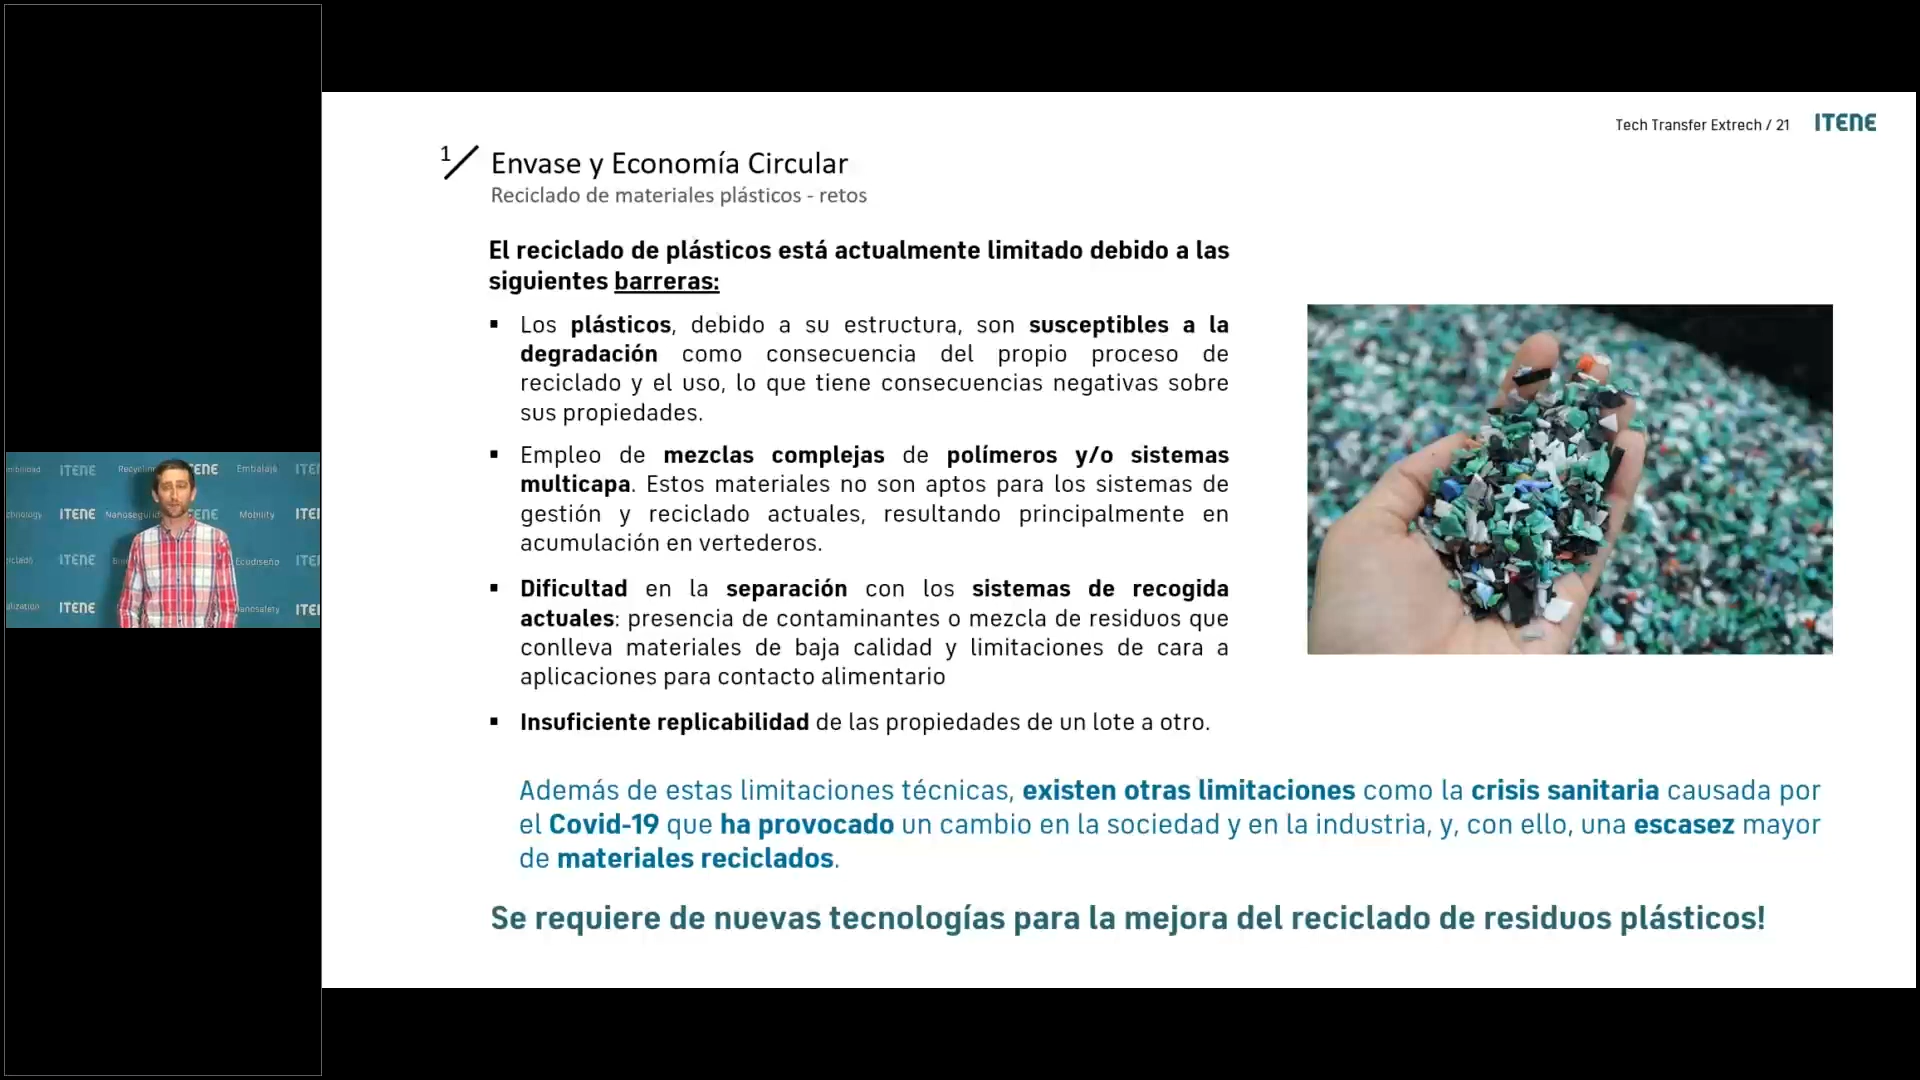 Tech Transfer Extrech / 21 ITENE
1
Envase y Economía Circular
Reciclado de materiales plásticos - retos
El reciclado de plásticos está actualmente limitado debido a las
siguientes barreras:
▪ Los plásticos, debido a su estructura, son susceptibles a la
degradación como consecuencia del propio proceso de
reciclado y el uso, lo que tiene consecuencias negativas sobre
sus propiedades.
▪ Empleo de mezclas complejas de polímeros y/o sistemas
multicapa. Estos materiales no son aptos para los sistemas de
gestión y reciclado actuales, resultando principalmente en
acumulación en vertederos.
▪ Dificultad en la separación con los sistemas de recogida
actuales: presencia de contaminantes o mezcla de residuos que
conlleva materiales de baja calidad y limitaciones de cara a
aplicaciones para contacto alimentario
▪ Insuficiente replicabilidad de las propiedades de un lote a otro.
Además de estas limitaciones técnicas, existen otras limitaciones como la crisis sanitaria causada por
el Covid-19 que ha provocado un cambio en la sociedad y en la industria, y, con ello, una escasez mayor
de materiales reciclados.
Se requiere de nuevas tecnologías para la mejora del reciclado de residuos plásticos!
ITENE Embalaje
ITENE Mobility
ITENE Ecodiseño
ITENE